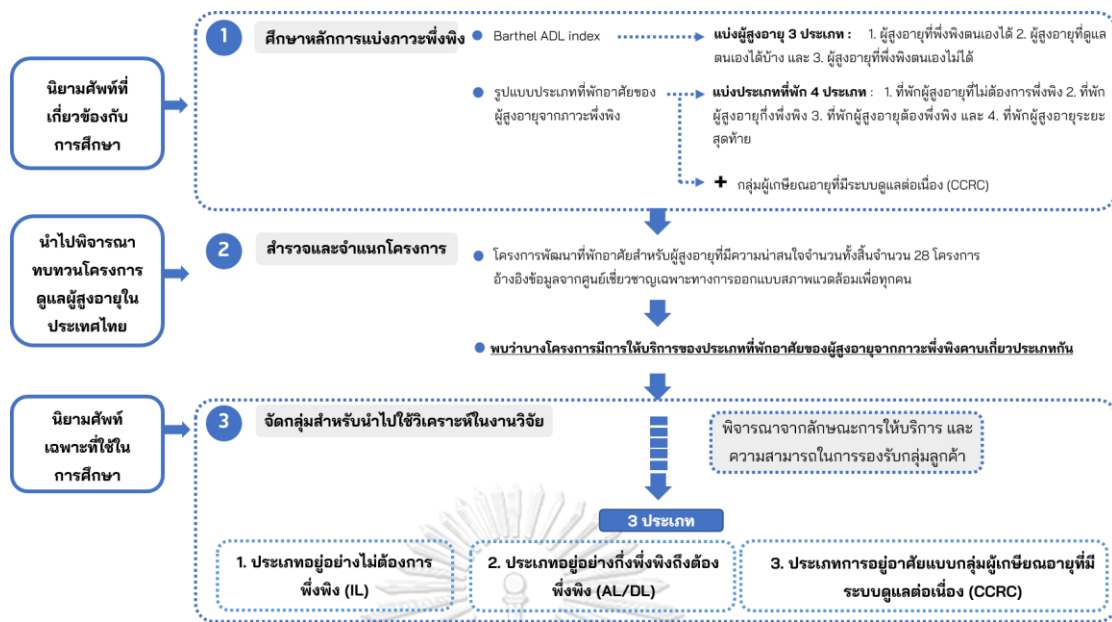 นิยามศัพท์ที่
เกี่ยวข้องกับ
การศึกษา
1
ศึกษาหลักการแบ่งภาวะพึ่งพิง
Barthel ADL index
แบ่งผู้สูงอายุ 3 ประเภท : 1. ผู้สูงอายุที่พึ่งพิงตนเองได้ 2. ผู้สูงอายุที่ดูแล
ตนเองได้บ้าง และ 3. ผู้สูงอายุที่พึ่งพิงตนเองไม่ได้
รูปแบบประเภทที่พักอาศัยของ
ผู้สูงอายุจากภาวะพึ่งพิง
แบ่งประเภทที่พัก 4 ประเภท : 1. ที่พักผู้สูงอายุที่ไม่ต้องการพึ่งพิง 2. ที่พัก
ผู้สูงอายุกึ่งพึ่งพิง 3. ที่พักผู้สูงอายุต้องพึ่งพิง และ 4. ที่พักผู้สูงอายุระยะ
สุดท้าย
+ กลุ่มผู้เกษียณอายุที่มีระบบดูแลต่อเนื่อง (CCRC)
นำไปพิจารณา
ทบทวนโครงการ
ดูแลผู้สูงอายุใน
ประเทศไทย
2
สำรวจและจำแนกโครงการ
โครงการพัฒนาที่พักอาศัยสำหรับผู้สูงอายุที่มีความน่าสนใจจำนวนทั้งสิ้นจำนวน 28 โครงการ
อ้างอิงข้อมูลจากศูนย์เชี่ยวชาญเฉพาะทางการออกแบบสภาพแวดล้อมเพื่อทุกคน
พบว่าบางโครงการมีการให้บริการของประเภทที่พักอาศัยของผู้สูงอายุจากภาวะพึ่งพิงคาบเกี่ยวประเภทกัน
นิยามศัพท์
เฉพาะที่ใช้ใน
การศึกษา
3
จัดกลุ่มสำหรับนำไปใช้วิเคราะห์ในงานวิจัย
พิจารณาจากลักษณะการให้บริการ และ
ความสามารถในการรองรับกลุ่มลูกค้า
3 ประเภท
1. ประเภทอยู่อย่างไม่ต้องการ
พึ่งพิง (IL)
2. ประเภทอยู่อย่างกึ่งพึ่งพิงถึงต้อง
พึ่งพิง (AL/DL)
3. ประเภทการอยู่อาศัยแบบกลุ่มผู้เกษียณอายุที่มี
ระบบดูแลต่อเนื่อง (CCRC)